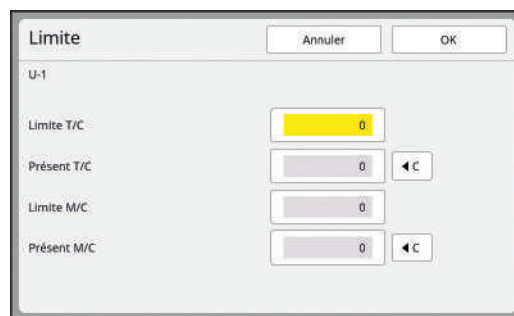 Limite Annuler OK
U-1
Limite T/C 0
Présent T/C 0 ◀C
Limite M/C 0
Présent M/C 0 ◀C